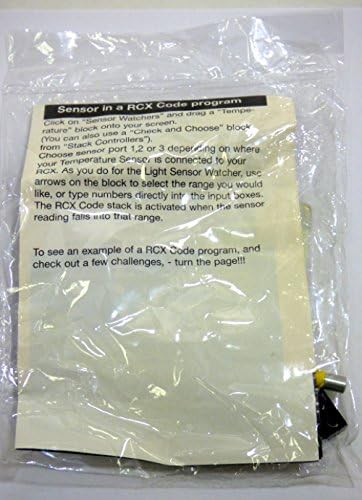 Sensor in a RCX Code program
Click on "Sensor Watchers" and drag a "Tempe-
rature" block onto your screen.
(You can also use a "Check and Choose" block
from "Stack Controllers").
Choose sensor port 1,2 or 3 depending on where
your Temperature Sensor is connected to your
RCX. As you do for the Light Sensor Watcher, use
arrows on the block to select the range you would
like, or type numbers directly into the input boxes.
The RCX Code stack is activated when the sensor
reading falls into that range.
To see an example of a RCX Code program, and
check out a few challenges, - turn the page!!!